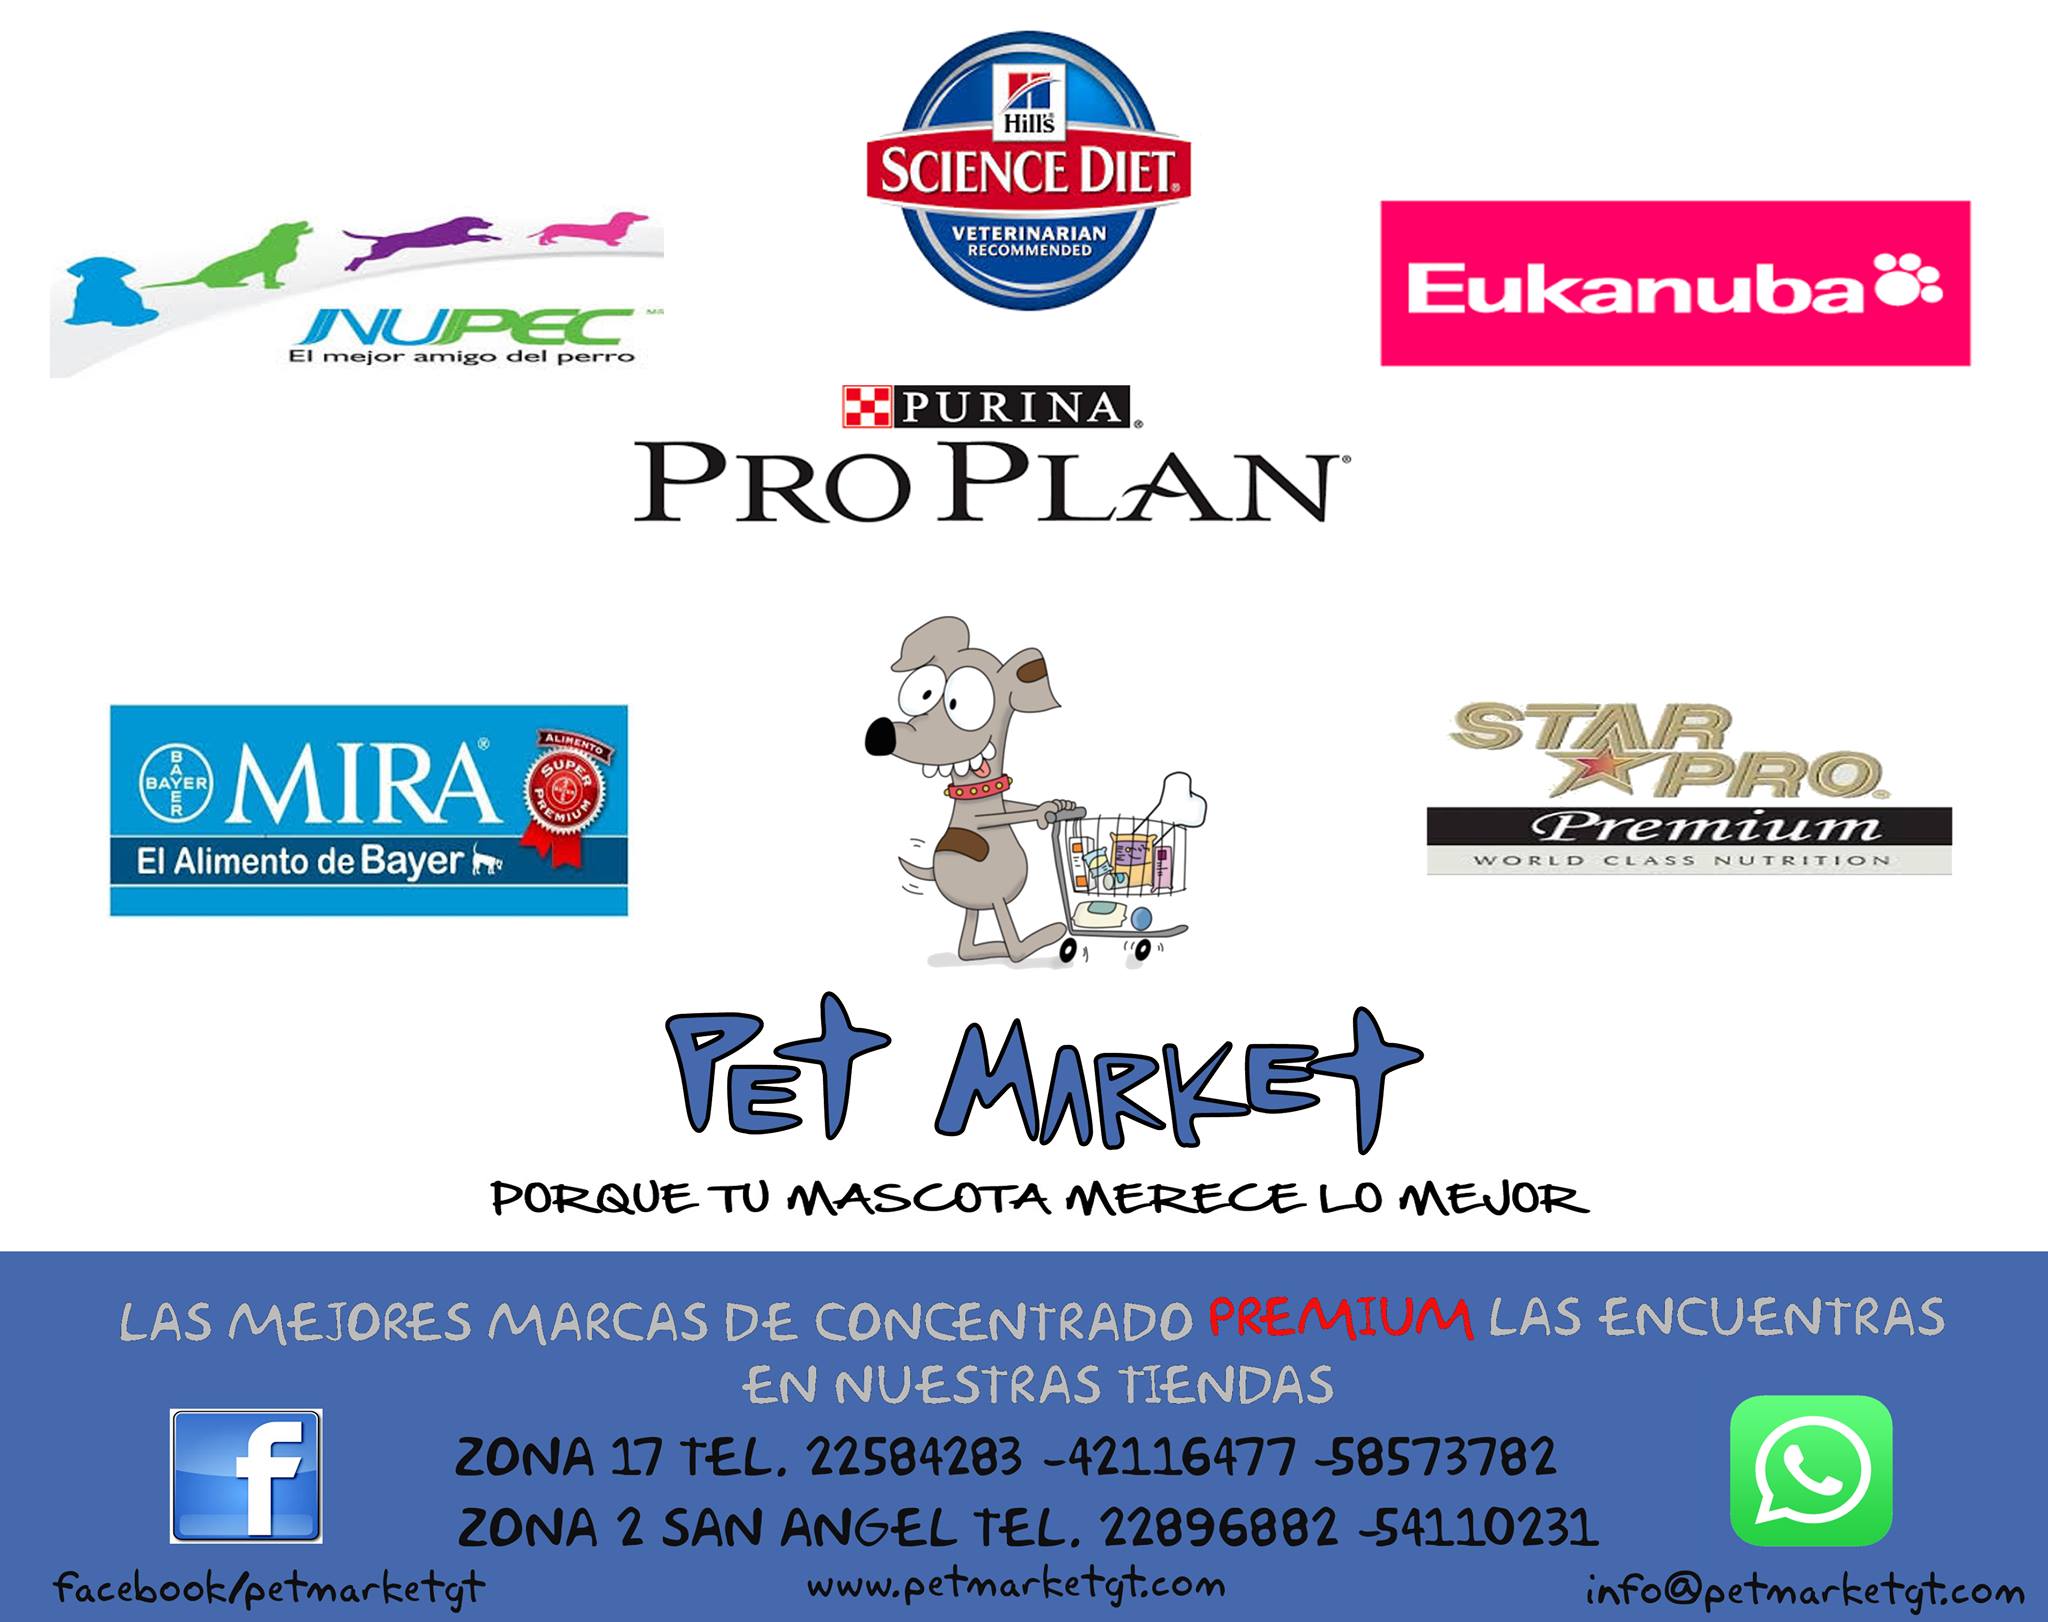 Hill's
SCIENCE DIET®
VETERINARIAN
RECOMMENDED
NUPEC
El mejor amigo del perro
Eukanuba
PURINA®
PRO PLAN®
BAYER
BAYER
MIRA®
ALIMENTO
SUPER
PREMIUM
El Alimento de Bayer
STAR
PRO®
Premium
WORLD CLASS NUTRITION
PET MARKET
PORQUE TU MASCOTA MERECE LO MEJOR
LAS MEJORES MARCAS DE CONCENTRADO PREMIUM LAS ENCUENTRAS
EN NUESTRAS TIENDAS
ZONA 17 TEL. 22584283 -42116477 -58573782
ZONA 2 SAN ANGEL TEL. 22896882 -54110231
facebook/petmarketgt
www.petmarketgt.com
info@petmarketgt.com